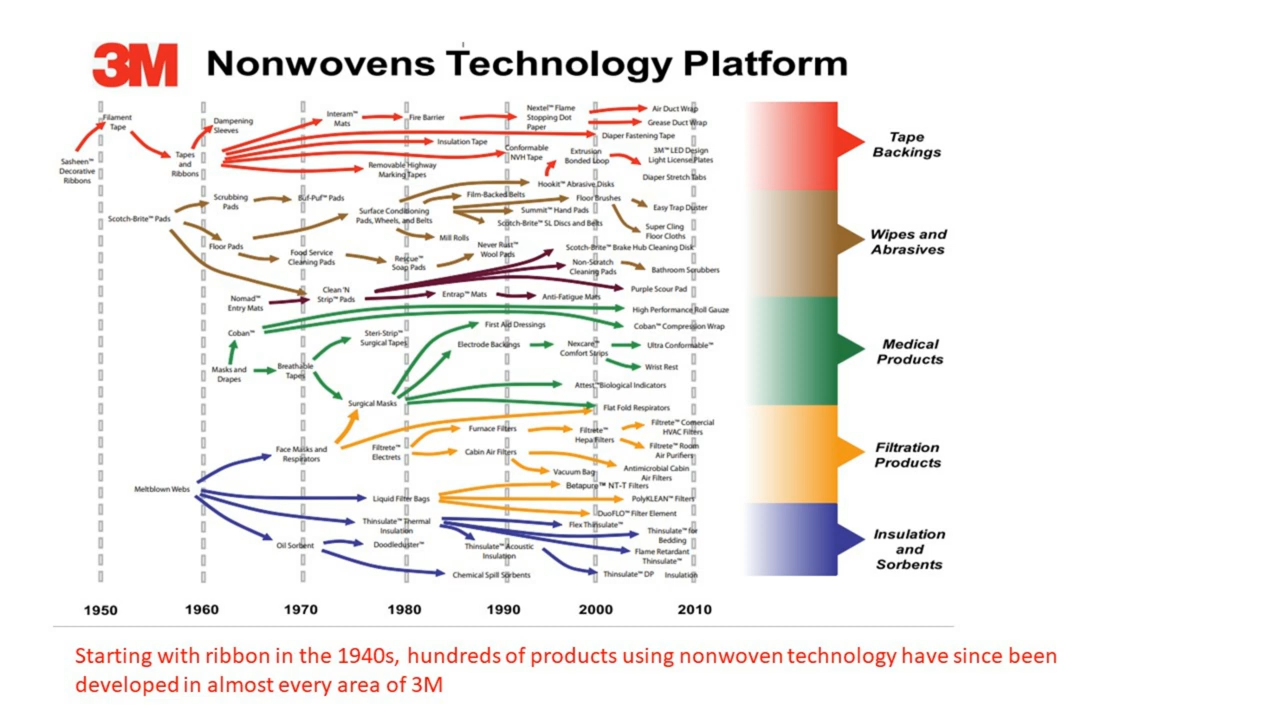 3M Nonwovens Technology Platform
Filament
Tape
Sasheen™
Decorative
Ribbons
Tapes
and
Ribbons
Dampening
Sleeves
Interam™
Mats
Fire Barrier
Nextel™ Flame
Stopping Dot
Paper
Air Duct Wrap
Grease Duct Wrap
Diaper Fastening Tape
Insulation Tape
Conformable
NVH Tape
Extrusion
Bonded Loop
3M™ LED Design
Light License Plates
Removable Highway
Marking Tapes
Diaper Stretch Tabs
Hookit™ Abrasive Disks
Scotch-Brite™ Pads
Scrubbing
Pads
Buf-Puf™ Pads
Surface Conditioning
Pads, Wheels, and Belts
Film-Backed Belts
Floor Brushes
Easy Trap Duster
Summit™ Hand Pads
Scotch-Brite™ SL Discs and Belts
Super Cling
Floor Cloths
Floor Pads
Mill Rolls
Food Service
Cleaning Pads
Rescue™
Soap Pads
Never Rust™
Wool Pads
Scotch-Brite™ Brake Hub Cleaning Disk
Non-Scratch
Cleaning Pads
Bathroom Scrubbers
Nomad™
Entry Mats
Clean 'N
Strip™ Pads
Entrap™ Mats
Anti-Fatigue Mats
Purple Scour Pad
High Performance Roll Gauze
Coban™
Coban™ Compression Wrap
Steri-Strip™
Surgical Tapes
First Aid Dressings
Electrode Backings
Nexcare™
Comfort Strips
Ultra Conformable™
Wrist Rest
Masks and
Drapes
Breathable
Tapes
Attest™ Biological Indicators
Surgical Masks
Flat Fold Respirators
Face Masks and
Respirators
Filtrete™
Electrets
Furnace Filters
Filtrete™
Hepa Filters
Filtrete™ Comercial
HVAC Filters
Filtrete™ Room
Air Purifiers
Cabin Air Filters
Vacuum Bag
Antimicrobial Cabin
Air Filters
Meltblown Webs
Liquid Filter Bags
Betapure™ NT-T Filters
PolyKLEAN™ Filters
DuoFLO™ Filter Element
Thinsulate™ Thermal
Insulation
Flex Thinsulate™
Thinsulate™ for
Bedding
Flame Retardant
Thinsulate™
Oil Sorbent
Doodleduster™
Thinsulate™ Acoustic
Insulation
Chemical Spill Sorbents
Thinsulate™ DP Insulation
Tape
Backings
Wipes and
Abrasives
Medical
Products
Filtration
Products
Insulation
and
Sorbents
1950 1960 1970 1980 1990 2000 2010
Starting with ribbon in the 1940s, hundreds of products using nonwoven technology have since been
developed in almost every area of 3M